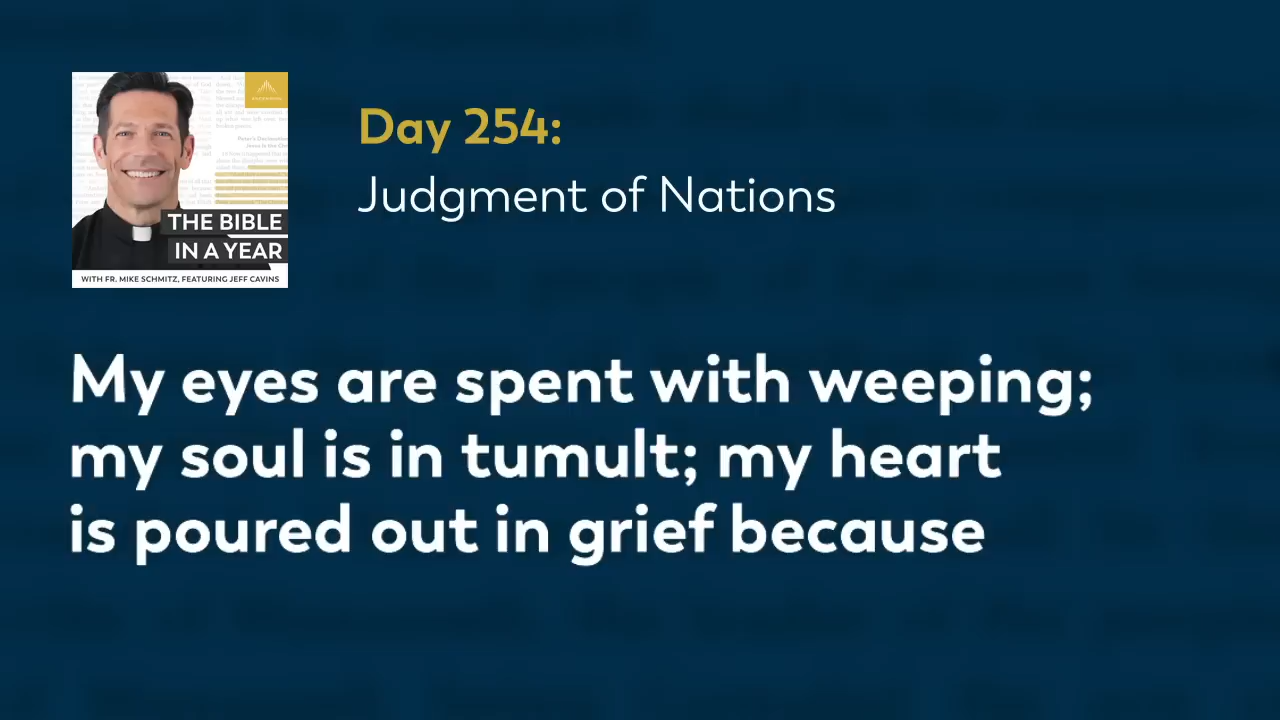 Day 254:
Judgment of Nations
THE BIBLE
IN A YEAR
WITH FR. MIKE SCHMITZ, FEATURING JEFF CAVINS
My eyes are spent with weeping;
my soul is in tumult; my heart
is poured out in grief because